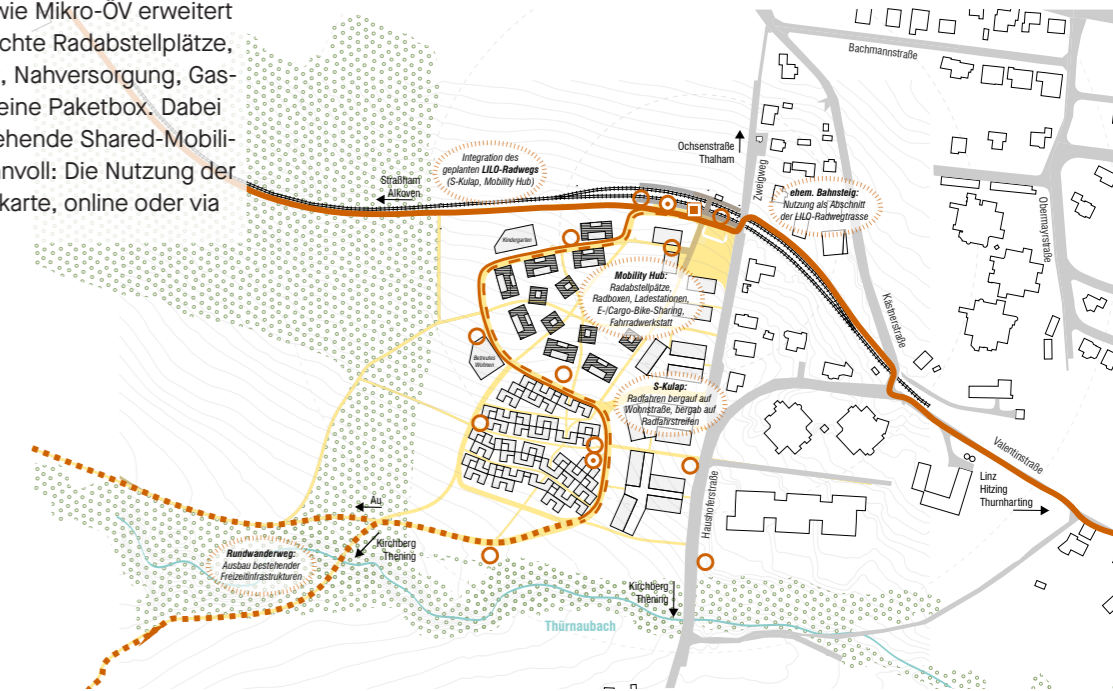 wie Mikro-ÖV erweitert
chte Radabstellplätze,
, Nahversorgung, Gas-
eine Paketbox. Dabei
ehende Shared-Mobili-
nvoll: Die Nutzung der
karte, online oder via
Bachmannstraße
Ochsenstraße
Thalham
Zweigweg
Obermayrstraße
Integration des
geplanten LILO-Radwegs
(S-Kulap, Mobility Hub)
Straßham
Alkoven
ehem. Bahnsteig:
Nutzung als Abschnitt
der LILO-Radwegtrasse
Kindergarten
Mobility Hub:
Radabstellplätze,
Radboxen, Ladestationen,
E-/Cargo-Bike-Sharing,
Fahrradwerkstatt
Kästnerstraße
Betreutes
Wohnen
S-Kulap:
Radfahren bergauf auf
Wohnstraße, bergab auf
Radfahrstreifen
Valentinstraße
Linz
Hitzing
Thurnharting
Haushoferstraße
Au
Kirchberg
Thening
Rundwanderweg:
Ausbau bestehender
Freizeitinfrastrukturen
Kirchberg
Thening
Thürnaubach